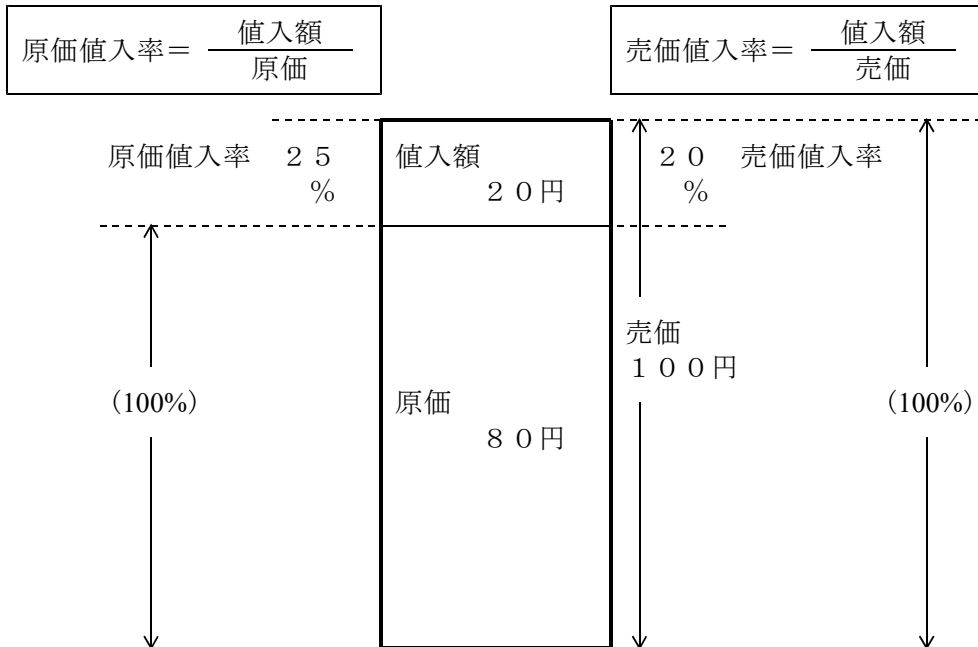 原価値入率＝ 値入額
原価
売価値入率＝ 値入額
売価
原価値入率　２５
％
値入額
２０円
２０　売価値入率
％
売価
１００円
(100%)
原価
８０円
(100%)